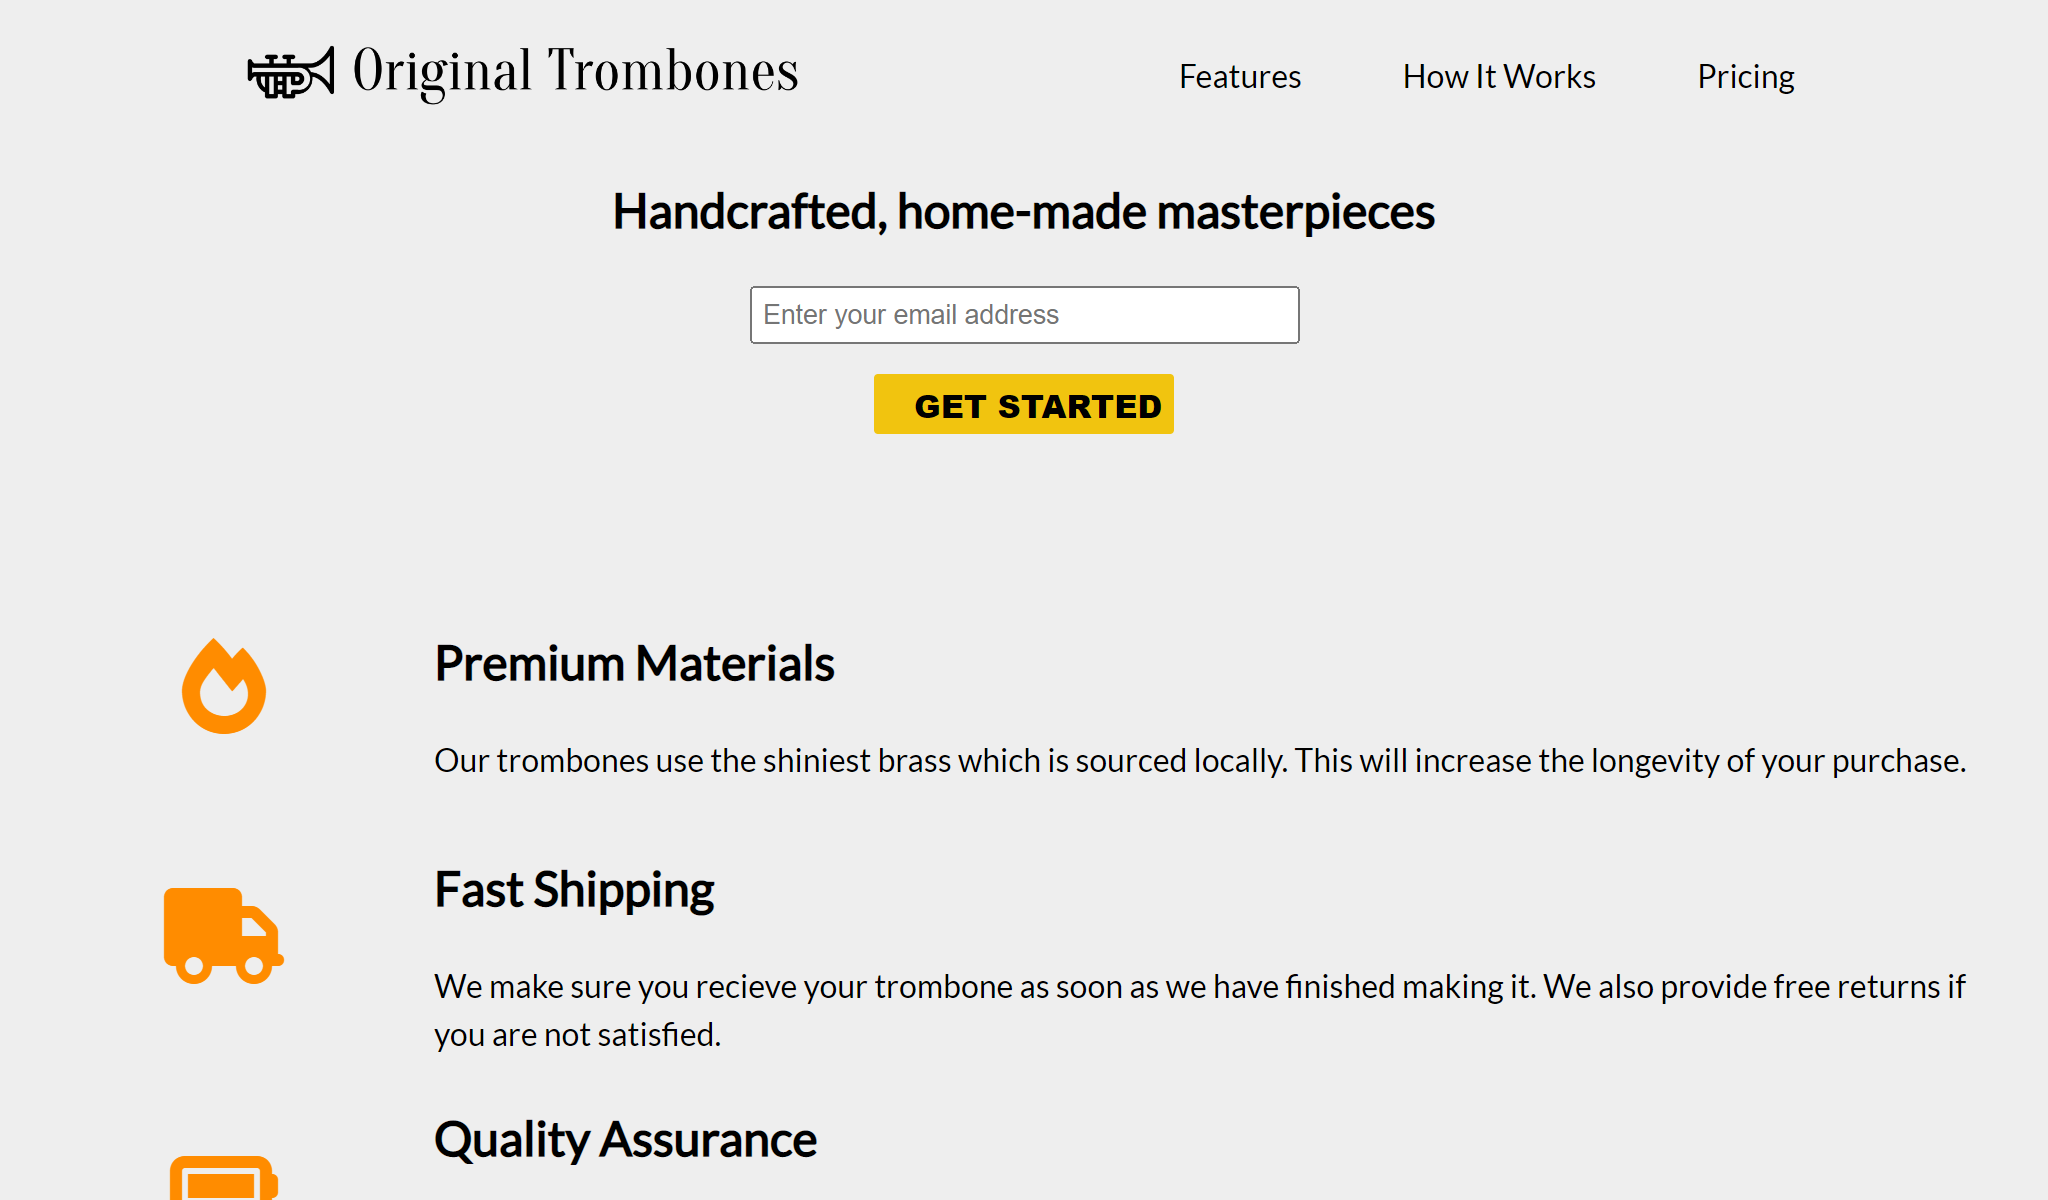 Original Trombones
Features
How It Works
Pricing
Handcrafted, home-made masterpieces
Enter your email address
GET STARTED
Premium Materials
Our trombones use the shiniest brass which is sourced locally. This will increase the longevity of your purchase.
Fast Shipping
We make sure you recieve your trombone as soon as we have finished making it. We also provide free returns if
you are not satisfied.
Quality Assurance